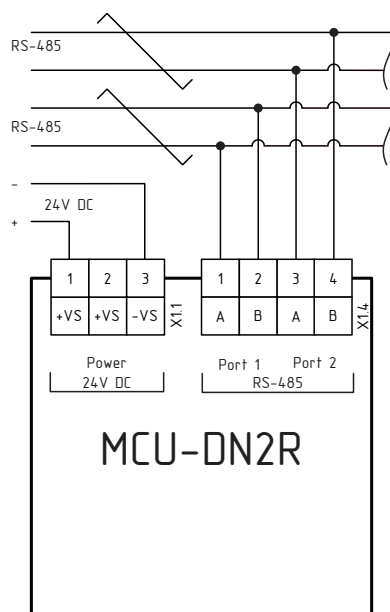 RS-485
RS-485
-
24V DC
+
1 2 3 1 2 3 4
+VS +VS -VS X1.1 A B A B X1.4
Power Port 1 Port 2
24V DC RS-485
MCU-DN2R